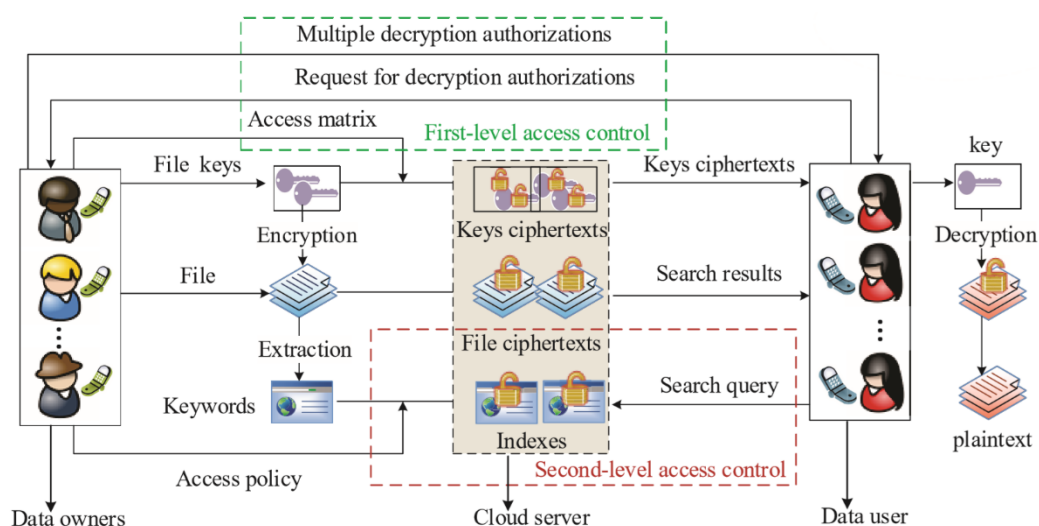 Multiple decryption authorizations
Request for decryption authorizations
Access matrix
First-level access control
File keys
Keys ciphertexts
key
Encryption
Keys ciphertexts
Decryption
File
Search results
Extraction
File ciphertexts
Search query
Keywords
Indexes
plaintext
Access policy
Second-level access control
Data owners
Cloud server
Data user